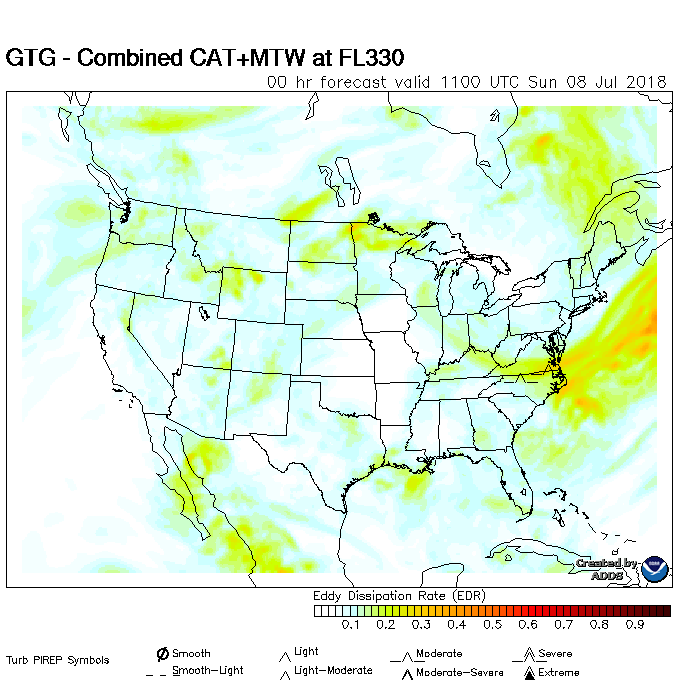 GTG - Combined CAT+MTW at FL330
00 hr forecast valid 1100 UTC Sun 08 Jul 2018
Created by
ADDS
Eddy Dissipation Rate (EDR)
0.1 0.2 0.3 0.4 0.5 0.6 0.7 0.8 0.9
Turb PIREP Symbols
Smooth
Light
Moderate
Severe
Smooth-Light
Light-Moderate
Moderate-Severe
Extreme